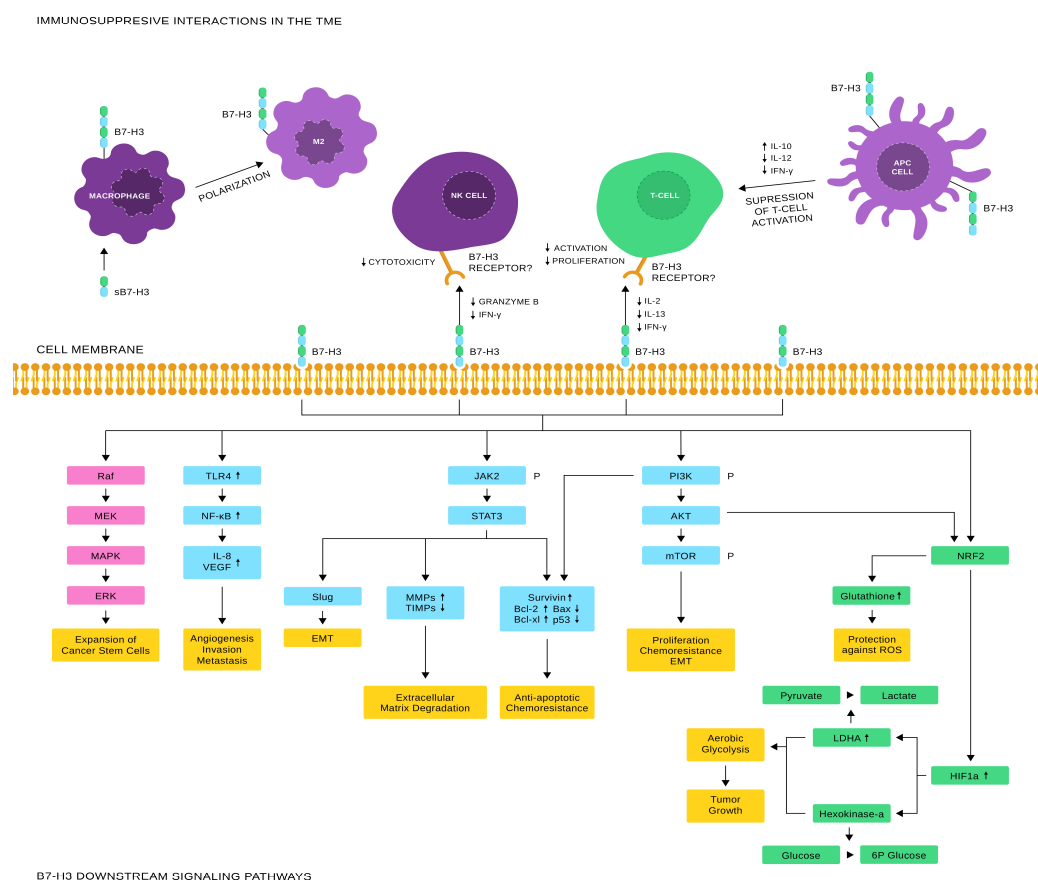 IMMUNOSUPPRESIVE INTERACTIONS IN THE TME
B7-H3
B7-H3
MACROPHAGE
sB7-H3
POLARIZATION
M2
NK CELL
↓ CYTOTOXICITY
B7-H3
RECEPTOR?
↓ GRANZYME B
↓ IFN-γ
T-CELL
↓ ACTIVATION
↓ PROLIFERATION
B7-H3
RECEPTOR?
↓ IL-2
↓ IL-13
↓ IFN-γ
↑ IL-10
↓ IL-12
↓ IFN-γ
SUPRESSION
OF T-CELL
ACTIVATION
B7-H3
APC
CELL
B7-H3
CELL MEMBRANE
B7-H3
B7-H3
B7-H3
B7-H3
Raf
MEK
MAPK
ERK
Expansion of
Cancer Stem Cells
TLR4 ↑
NF-κB ↑
IL-8
VEGF ↑
Angiogenesis
Invasion
Metastasis
JAK2
P
STAT3
Slug
EMT
MMPs ↑
TIMPs ↓
Extracellular
Matrix Degradation
Survivin ↑
Bcl-2 ↑ Bax ↓
Bcl-xl ↑ p53 ↓
Anti-apoptotic
Chemoresistance
PI3K
P
AKT
mTOR
P
Proliferation
Chemoresistance
EMT
NRF2
Glutathione ↑
Protection
against ROS
Pyruvate
Lactate
LDHA ↑
Aerobic
Glycolysis
Tumor
Growth
HIF1a ↑
Hexokinase-a
Glucose
6P Glucose
B7-H3 DOWNSTREAM SIGNALING PATHWAYS